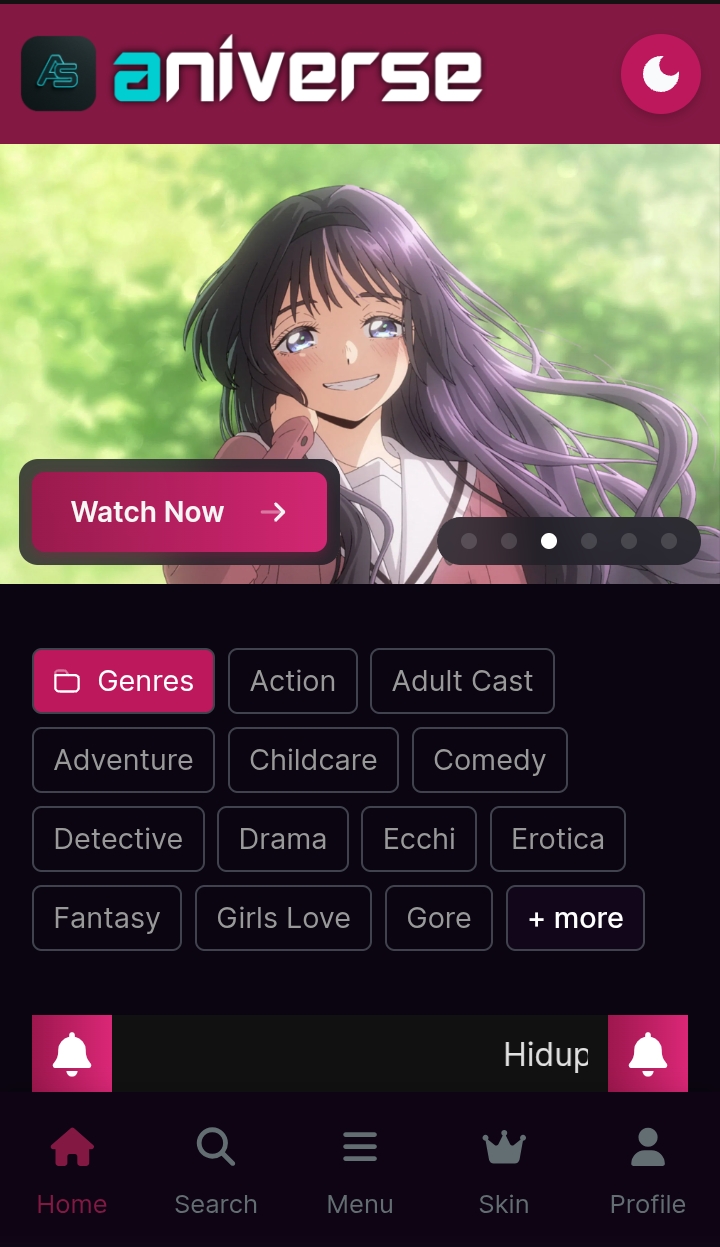 AS aniverse
Watch Now
Genres Action Adult Cast
Adventure Childcare Comedy
Detective Drama Ecchi Erotica
Fantasy Girls Love Gore + more
Hidup
Home Search Menu Skin Profile